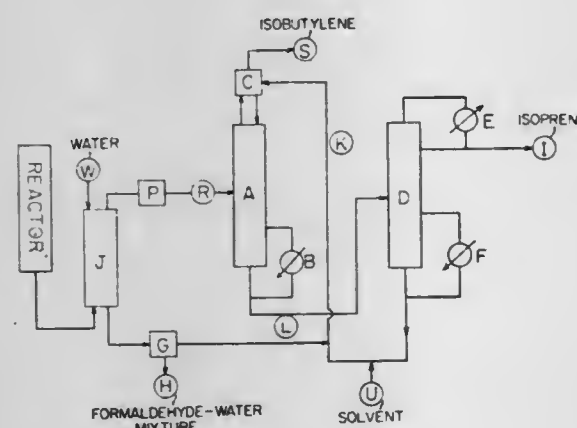 ISOBUTYLENE
S
C
ISOPREN
E
I
K
WATER
W
REACTOR
P
R
A
D
J
B
F
L
G
H
U
FORMALDEHYDE-WATER
MIXTURE
SOLVENT